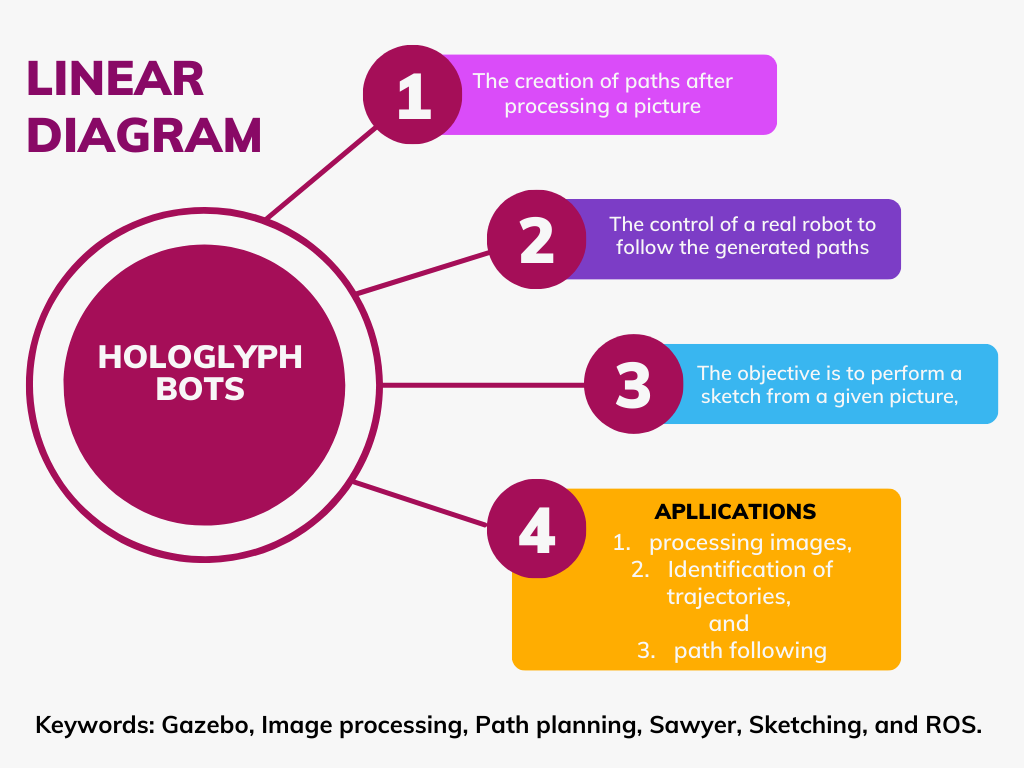 LINEAR
DIAGRAM
1
The creation of paths after
processing a picture
2
The control of a real robot to
follow the generated paths
HOLOGLYPH
BOTS
3
The objective is to perform a
sketch from a given picture,
4
APLLICATIONS
1. processing images,
2. Identification of
trajectories,
and
3. path following
Keywords: Gazebo, Image processing, Path planning, Sawyer, Sketching, and ROS.